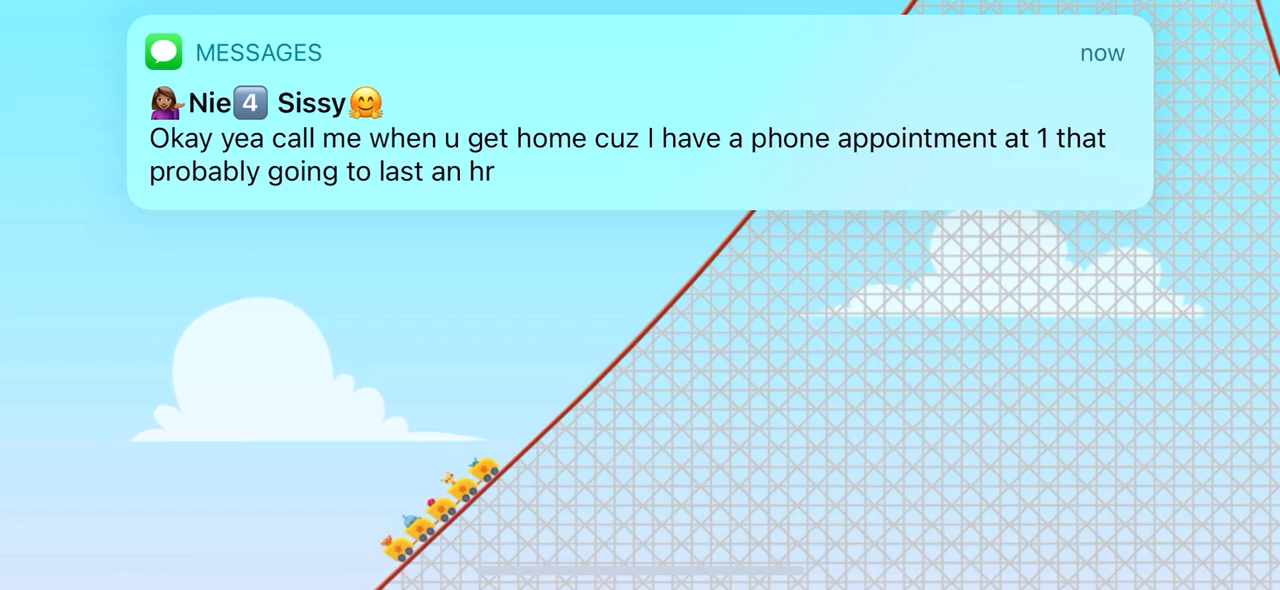 MESSAGES now
💁🏽‍♀️Nie4️⃣ Sissy🤗
Okay yea call me when u get home cuz I have a phone appointment at 1 that
probably going to last an hr